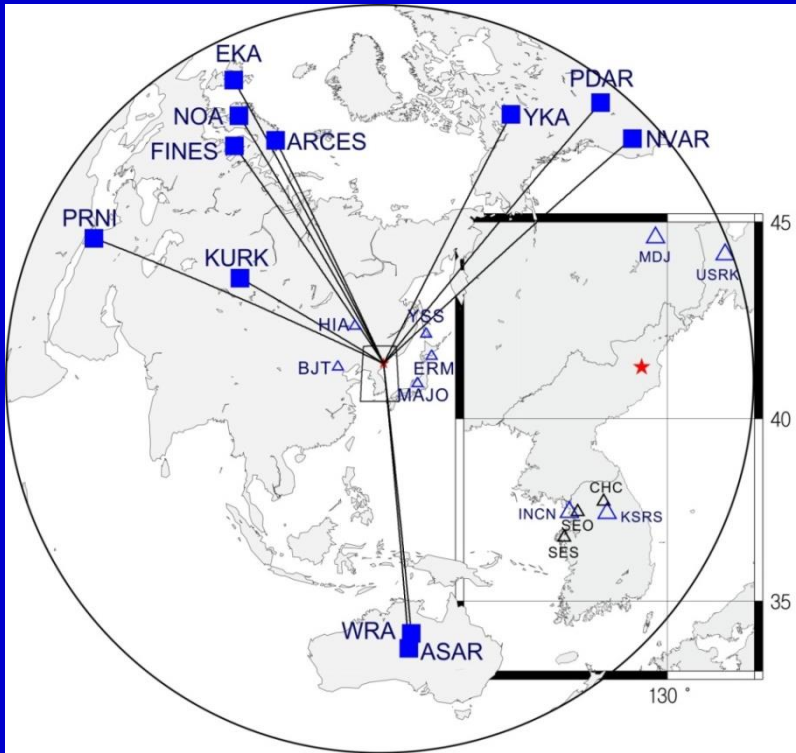 EKA
PDAR
NOA
YKA
ARCES
NVAR
FINES
PRNI
KURK
45
MDJ
USRK
HIA
YSS
BJT
ERM
MAJO
40
CHC
INCN
SEO
KSRS
SES
35
WRA
ASAR
130 °